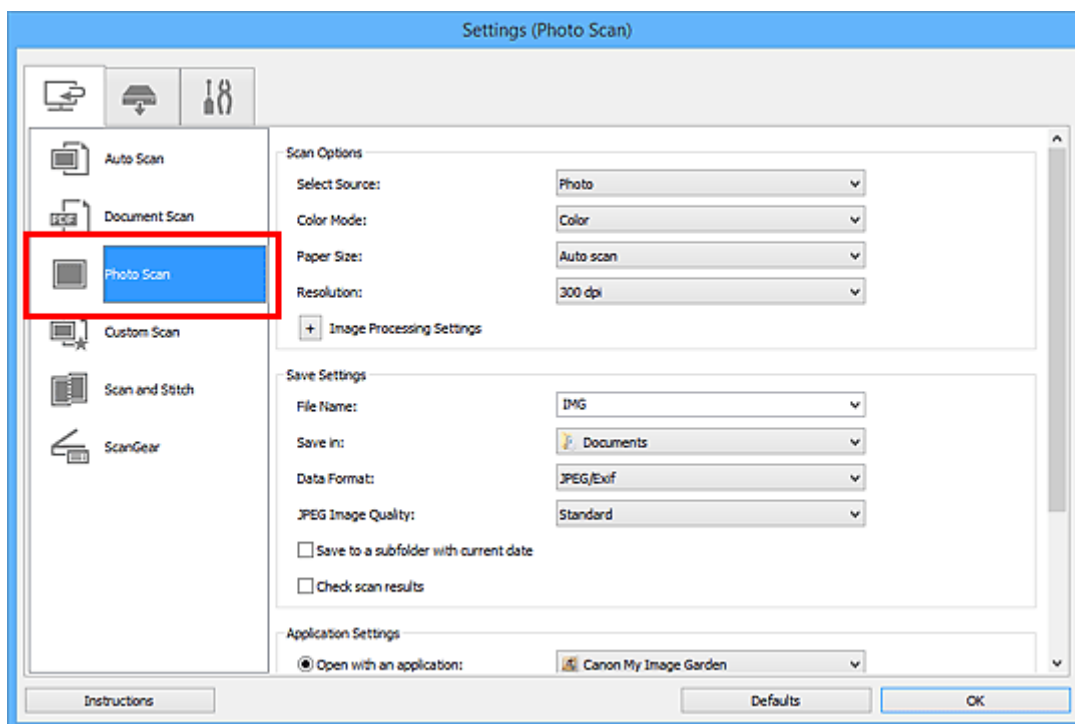 Settings (Photo Scan)
Auto Scan
PDF
Document Scan
Photo Scan
Custom Scan
Scan and Stitch
ScanGear
Scan Options
Select Source: Photo
Color Mode: Color
Paper Size: Auto scan
Resolution: 300 dpi
+ Image Processing Settings
Save Settings
File Name: IMG
Save in: Documents
Data Format: JPEG/Exif
JPEG Image Quality: Standard
Save to a subfolder with current date
Check scan results
Application Settings
Open with an application: Canon My Image Garden
Instructions Defaults OK